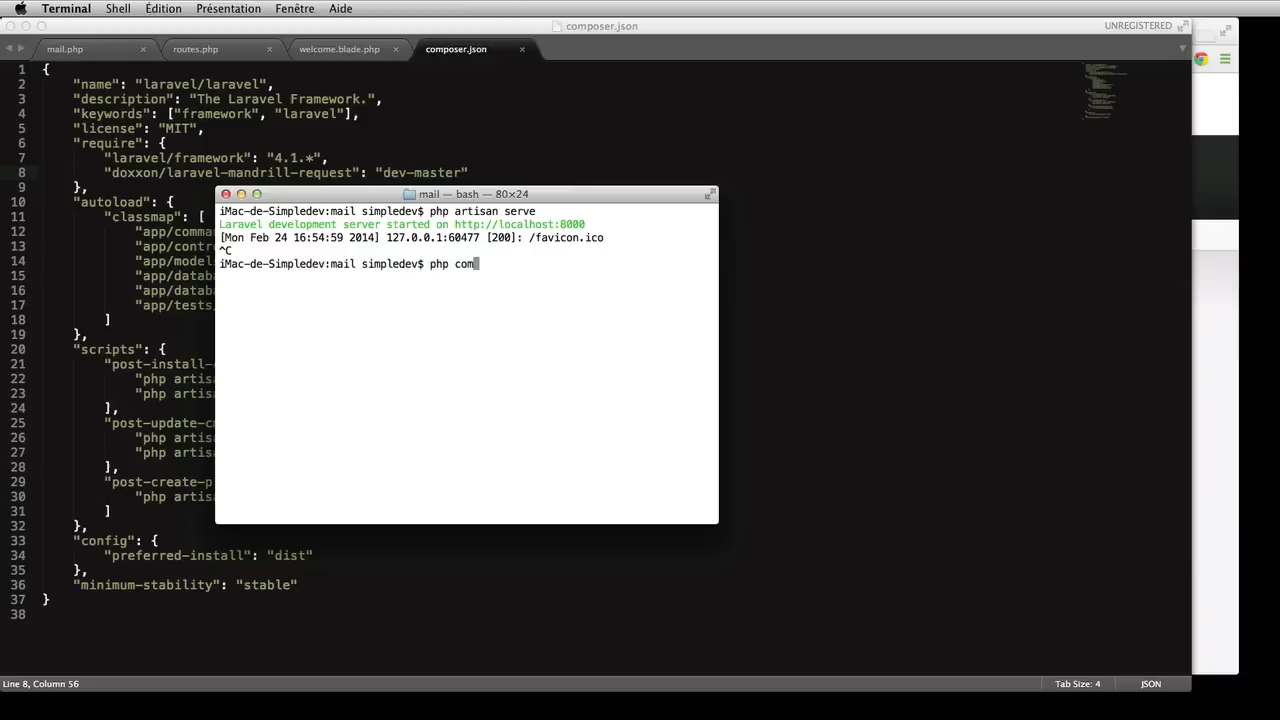 Terminal Shell Édition Présentation Fenêtre Aide
composer.json UNREGISTERED
mail.php routes.php welcome.blade.php composer.json
1 {
2 "name": "laravel/laravel",
3 "description": "The Laravel Framework.",
4 "keywords": ["framework", "laravel"],
5 "license": "MIT",
6 "require": {
7 "laravel/framework": "4.1.*",
8 "doxxon/laravel-mandrill-request": "dev-master"
9 },
10 "autoload": {
11 "classmap": [
12 "app/comma
13 "app/contr
14 "app/model
15 "app/databa
16 "app/databa
17 "app/tests/
18 ]
19 },
20 "scripts": {
21 "post-install-
22 "php artis
23 "php artis
24 ],
25 "post-update-c
26 "php artis
27 "php artis
28 ],
29 "post-create-p
30 "php artis
31 ]
32 },
33 "config": {
34 "preferred-install": "dist"
35 },
36 "minimum-stability": "stable"
37 }
38
mail — bash — 80×24
iMac-de-Simpledev:mail simpledev$ php artisan serve
Laravel development server started on http://localhost:8000
[Mon Feb 24 16:54:59 2014] 127.0.0.1:60477 [200]: /favicon.ico
^C
iMac-de-Simpledev:mail simpledev$ php com
Line 8, Column 56 Tab Size: 4 JSON